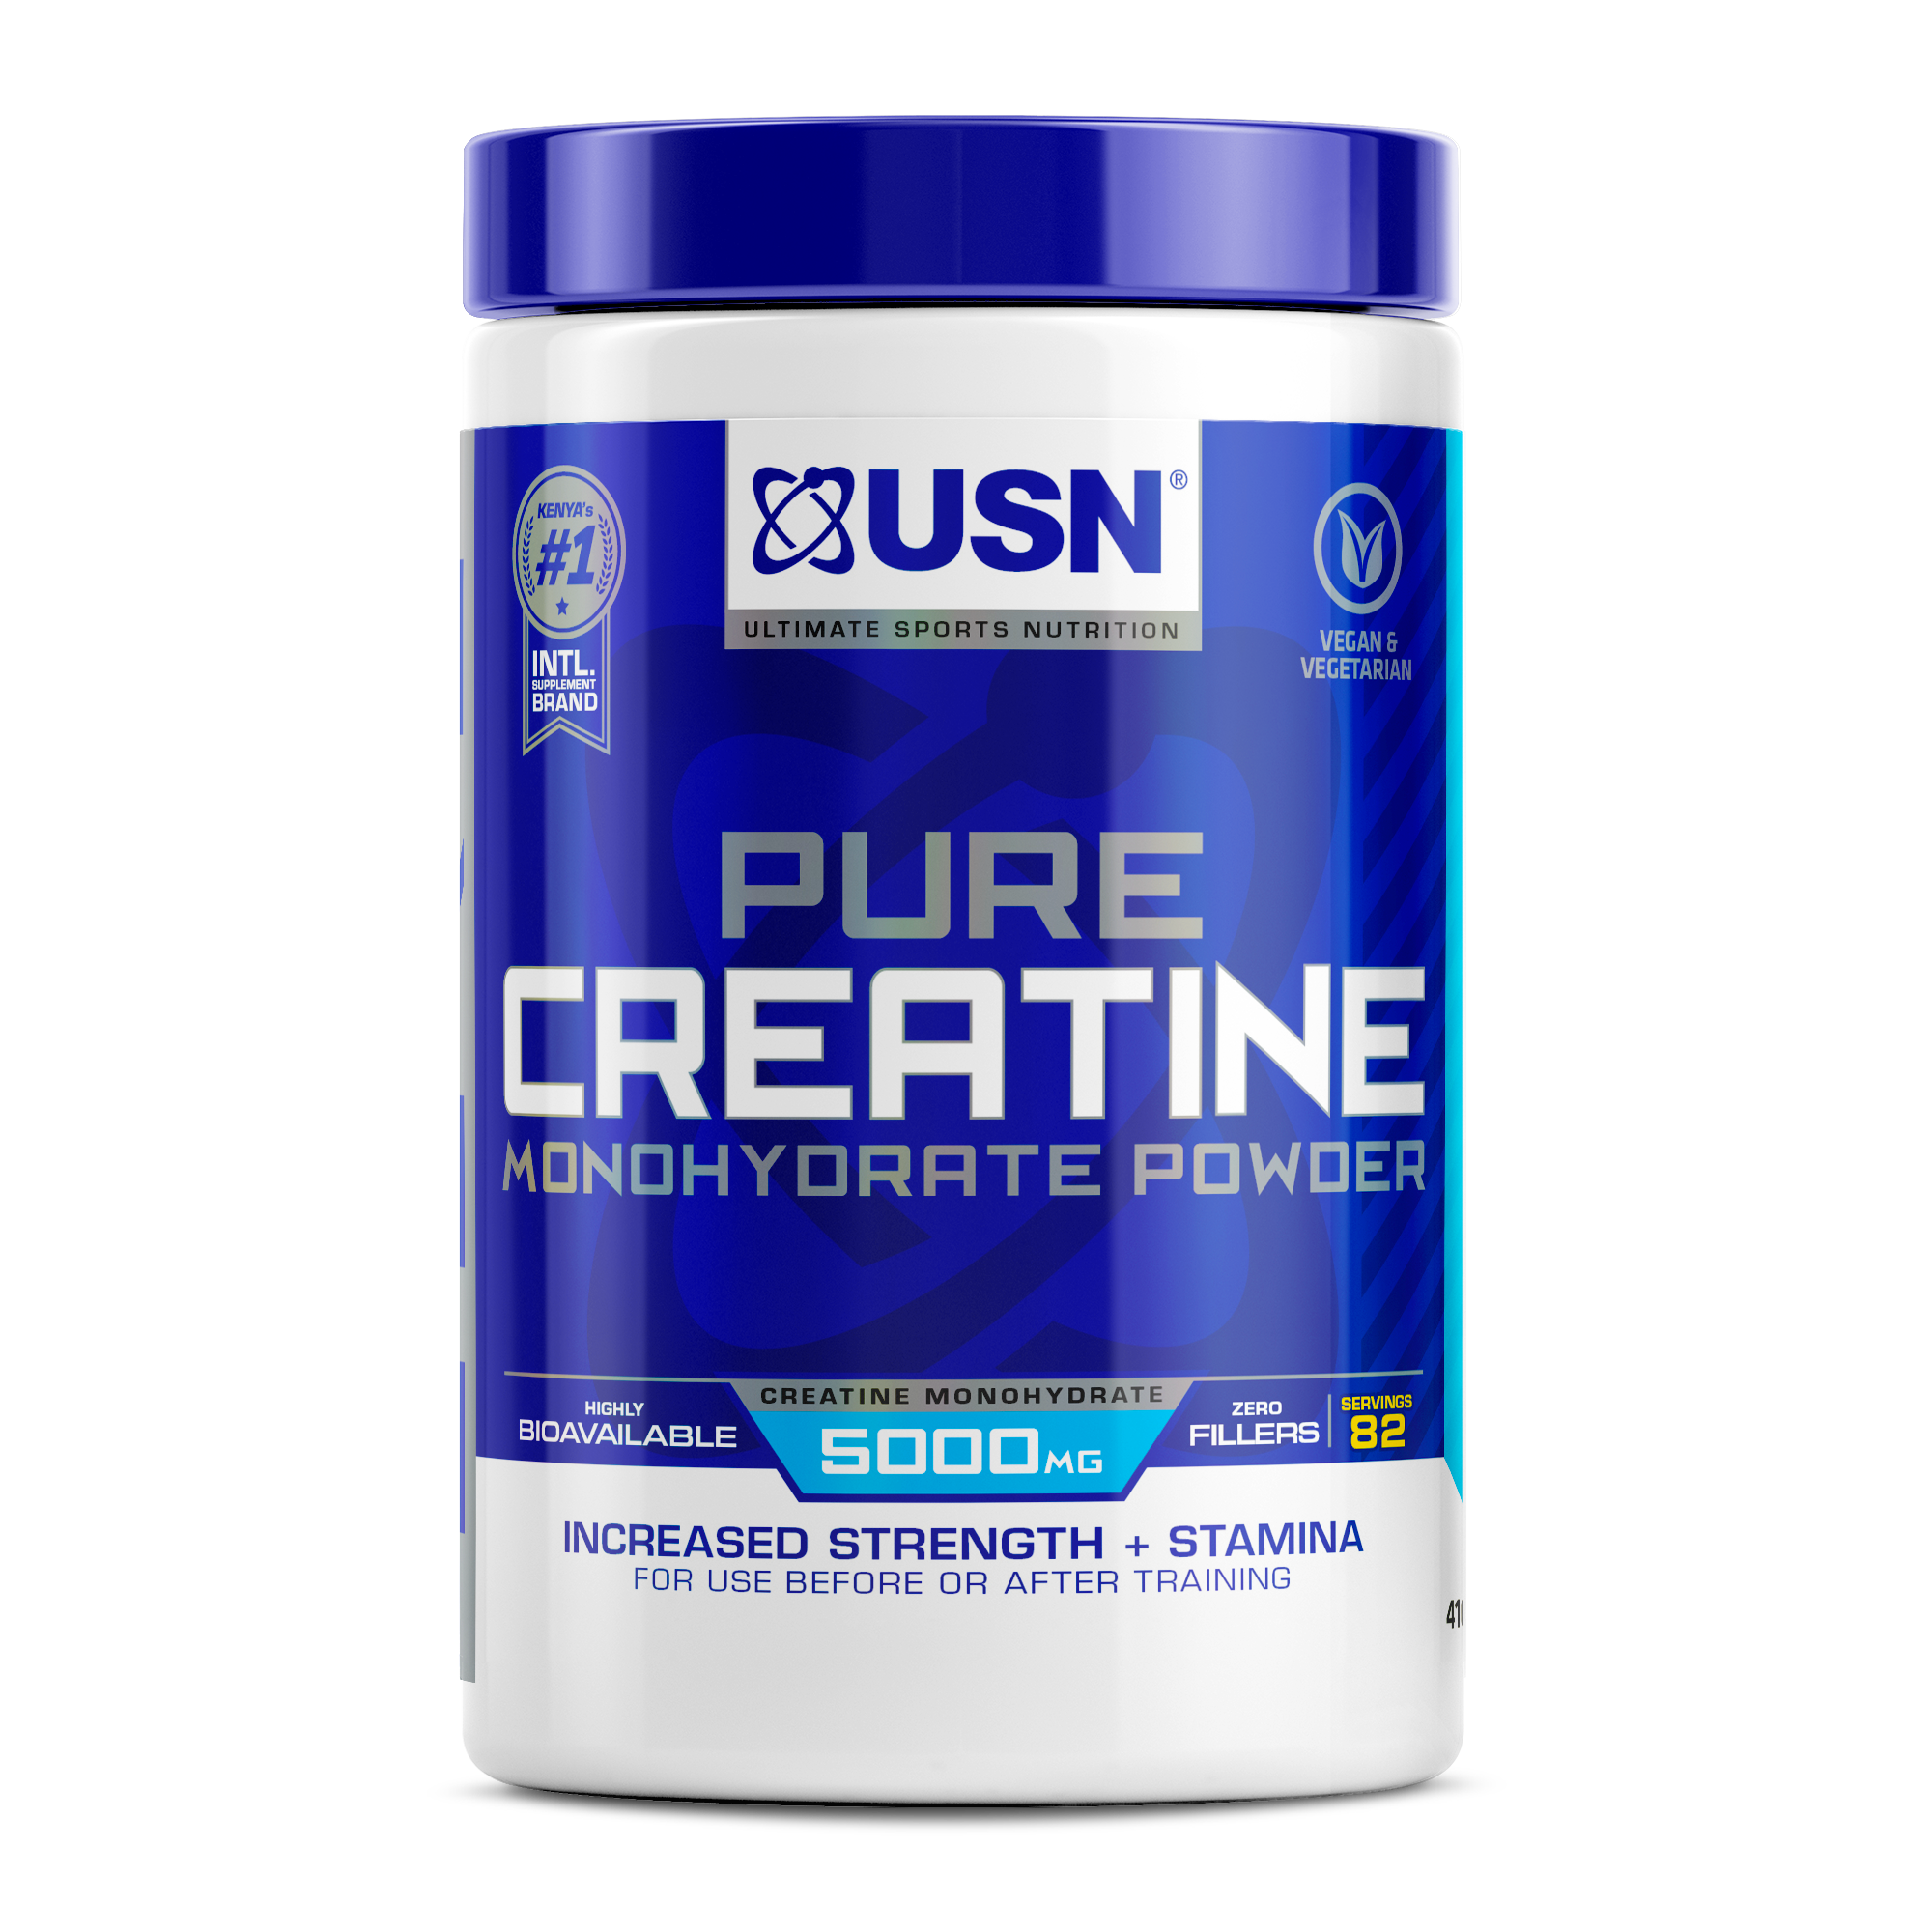 USN®
ULTIMATE SPORTS NUTRITION
KENYA's
#1
INTL.
SUPPLEMENT
BRAND
VEGAN &
VEGETARIAN
PURE
CREATINE
MONOHYDRATE POWDER
HIGHLY
BIOAVAILABLE
CREATINE MONOHYDRATE
5000MG
ZERO
FILLERS
SERVINGS
82
INCREASED STRENGTH + STAMINA
FOR USE BEFORE OR AFTER TRAINING